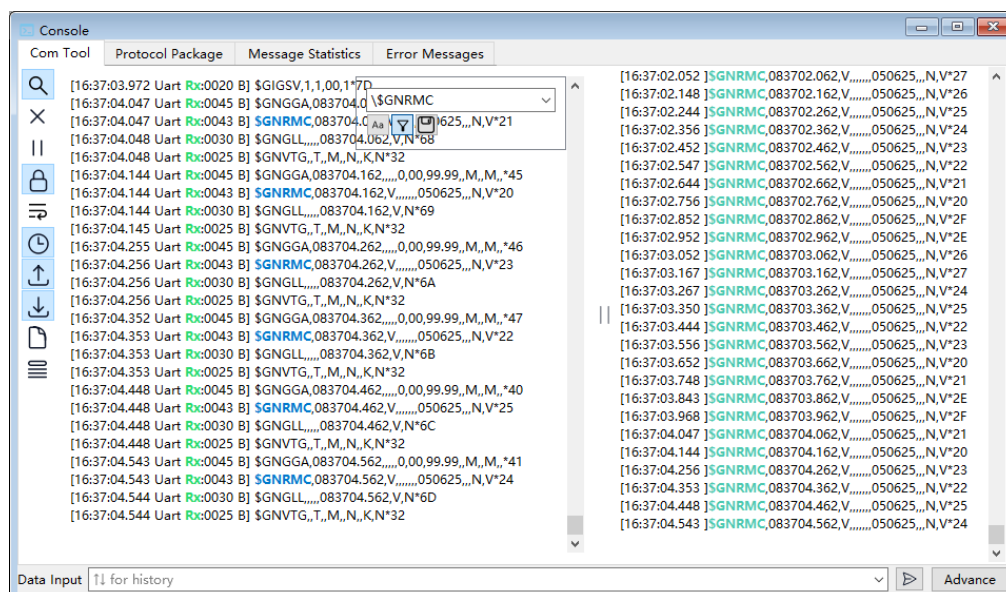 Console
Com Tool Protocol Package Message Statistics Error Messages
\$GNRMC
Aa
[16:37:03.972 Uart Rx:0020 B] $GIGSV,1,1,00,1*7D
[16:37:04.047 Uart Rx:0045 B] $GNGGA,083704.0
[16:37:04.047 Uart Rx:0043 B] $GNRMC,083704.0 50625,,,N,V*21
[16:37:04.048 Uart Rx:0030 B] $GNGLL,,,,,083704.062,V,N*68
[16:37:04.048 Uart Rx:0025 B] $GNVTG,,T,,M,,N,,K,N*32
[16:37:04.144 Uart Rx:0045 B] $GNGGA,083704.162,,,,,0,00,99.99,,M,,M,,*45
[16:37:04.144 Uart Rx:0043 B] $GNRMC,083704.162,V,,,,,,,050625,,,N,V*20
[16:37:04.144 Uart Rx:0030 B] $GNGLL,,,,,083704.162,V,N*69
[16:37:04.145 Uart Rx:0025 B] $GNVTG,,T,,M,,N,,K,N*32
[16:37:04.255 Uart Rx:0045 B] $GNGGA,083704.262,,,,,0,00,99.99,,M,,M,,*46
[16:37:04.256 Uart Rx:0043 B] $GNRMC,083704.262,V,,,,,,,050625,,,N,V*23
[16:37:04.256 Uart Rx:0030 B] $GNGLL,,,,,083704.262,V,N*6A
[16:37:04.256 Uart Rx:0025 B] $GNVTG,,T,,M,,N,,K,N*32
[16:37:04.352 Uart Rx:0045 B] $GNGGA,083704.362,,,,,0,00,99.99,,M,,M,,*47
[16:37:04.353 Uart Rx:0043 B] $GNRMC,083704.362,V,,,,,,,050625,,,N,V*22
[16:37:04.353 Uart Rx:0030 B] $GNGLL,,,,,083704.362,V,N*6B
[16:37:04.353 Uart Rx:0025 B] $GNVTG,,T,,M,,N,,K,N*32
[16:37:04.448 Uart Rx:0045 B] $GNGGA,083704.462,,,,,0,00,99.99,,M,,M,,*40
[16:37:04.448 Uart Rx:0043 B] $GNRMC,083704.462,V,,,,,,,050625,,,N,V*25
[16:37:04.448 Uart Rx:0030 B] $GNGLL,,,,,083704.462,V,N*6C
[16:37:04.448 Uart Rx:0025 B] $GNVTG,,T,,M,,N,,K,N*32
[16:37:04.543 Uart Rx:0045 B] $GNGGA,083704.562,,,,,0,00,99.99,,M,,M,,*41
[16:37:04.543 Uart Rx:0043 B] $GNRMC,083704.562,V,,,,,,,050625,,,N,V*24
[16:37:04.544 Uart Rx:0030 B] $GNGLL,,,,,083704.562,V,N*6D
[16:37:04.544 Uart Rx:0025 B] $GNVTG,,T,,M,,N,,K,N*32
[16:37:02.052 ]$GNRMC,083702.062,V,,,,,,,050625,,,N,V*27
[16:37:02.148 ]$GNRMC,083702.162,V,,,,,,,050625,,,N,V*26
[16:37:02.244 ]$GNRMC,083702.262,V,,,,,,,050625,,,N,V*25
[16:37:02.356 ]$GNRMC,083702.362,V,,,,,,,050625,,,N,V*24
[16:37:02.452 ]$GNRMC,083702.462,V,,,,,,,050625,,,N,V*23
[16:37:02.547 ]$GNRMC,083702.562,V,,,,,,,050625,,,N,V*22
[16:37:02.644 ]$GNRMC,083702.662,V,,,,,,,050625,,,N,V*21
[16:37:02.756 ]$GNRMC,083702.762,V,,,,,,,050625,,,N,V*20
[16:37:02.852 ]$GNRMC,083702.862,V,,,,,,,050625,,,N,V*2F
[16:37:02.952 ]$GNRMC,083702.962,V,,,,,,,050625,,,N,V*2E
[16:37:03.052 ]$GNRMC,083703.062,V,,,,,,,050625,,,N,V*26
[16:37:03.167 ]$GNRMC,083703.162,V,,,,,,,050625,,,N,V*27
[16:37:03.267 ]$GNRMC,083703.262,V,,,,,,,050625,,,N,V*24
[16:37:03.350 ]$GNRMC,083703.362,V,,,,,,,050625,,,N,V*25
[16:37:03.444 ]$GNRMC,083703.462,V,,,,,,,050625,,,N,V*22
[16:37:03.556 ]$GNRMC,083703.562,V,,,,,,,050625,,,N,V*23
[16:37:03.652 ]$GNRMC,083703.662,V,,,,,,,050625,,,N,V*20
[16:37:03.748 ]$GNRMC,083703.762,V,,,,,,,050625,,,N,V*21
[16:37:03.843 ]$GNRMC,083703.862,V,,,,,,,050625,,,N,V*2E
[16:37:03.968 ]$GNRMC,083703.962,V,,,,,,,050625,,,N,V*2F
[16:37:04.047 ]$GNRMC,083704.062,V,,,,,,,050625,,,N,V*21
[16:37:04.144 ]$GNRMC,083704.162,V,,,,,,,050625,,,N,V*20
[16:37:04.256 ]$GNRMC,083704.262,V,,,,,,,050625,,,N,V*23
[16:37:04.353 ]$GNRMC,083704.362,V,,,,,,,050625,,,N,V*22
[16:37:04.448 ]$GNRMC,083704.462,V,,,,,,,050625,,,N,V*25
[16:37:04.543 ]$GNRMC,083704.562,V,,,,,,,050625,,,N,V*24
Data Input ↑↓ for history Advance